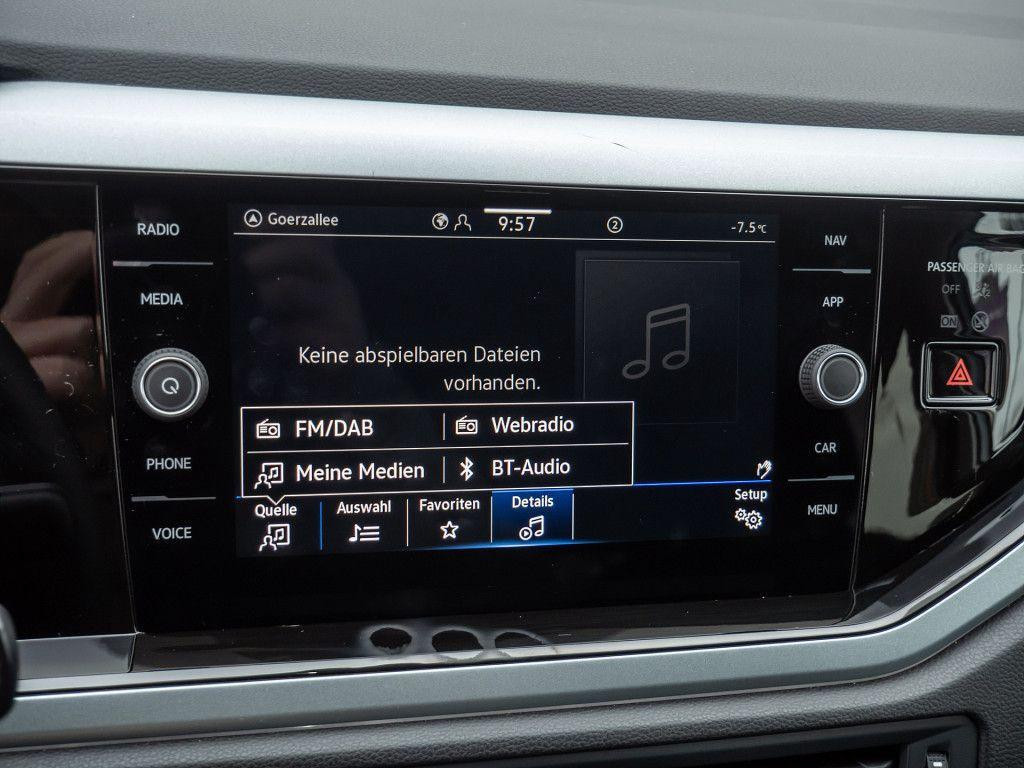 RADIO
MEDIA
PHONE
VOICE
Goerzallee
9:57
2
-7.5°C
Keine abspielbaren Dateien
vorhanden.
FM/DAB
Webradio
Meine Medien
BT-Audio
Quelle
Auswahl
Favoriten
Details
Setup
NAV
APP
CAR
MENU
PASSENGER AIR BAG
OFF
ON